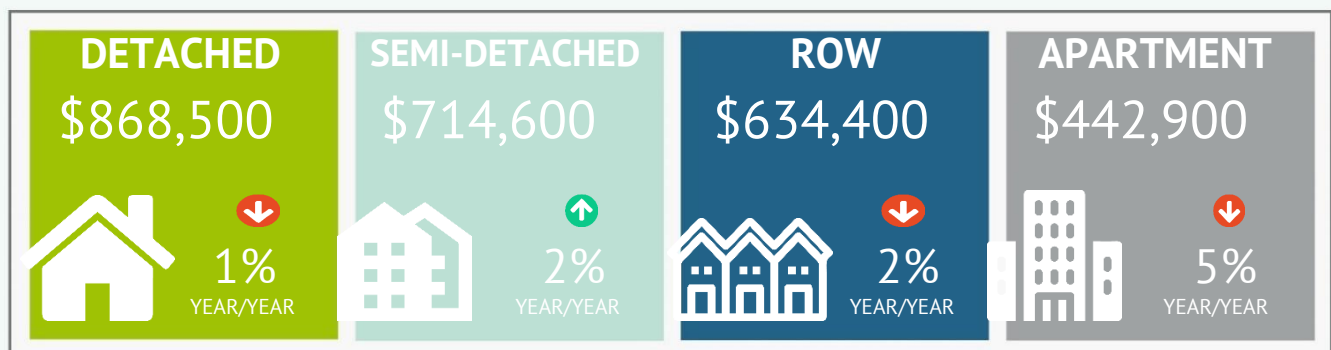 DETACHED
$868,500
1%
YEAR/YEAR
SEMI-DETACHED
$714,600
2%
YEAR/YEAR
ROW
$634,400
2%
YEAR/YEAR
APARTMENT
$442,900
5%
YEAR/YEAR